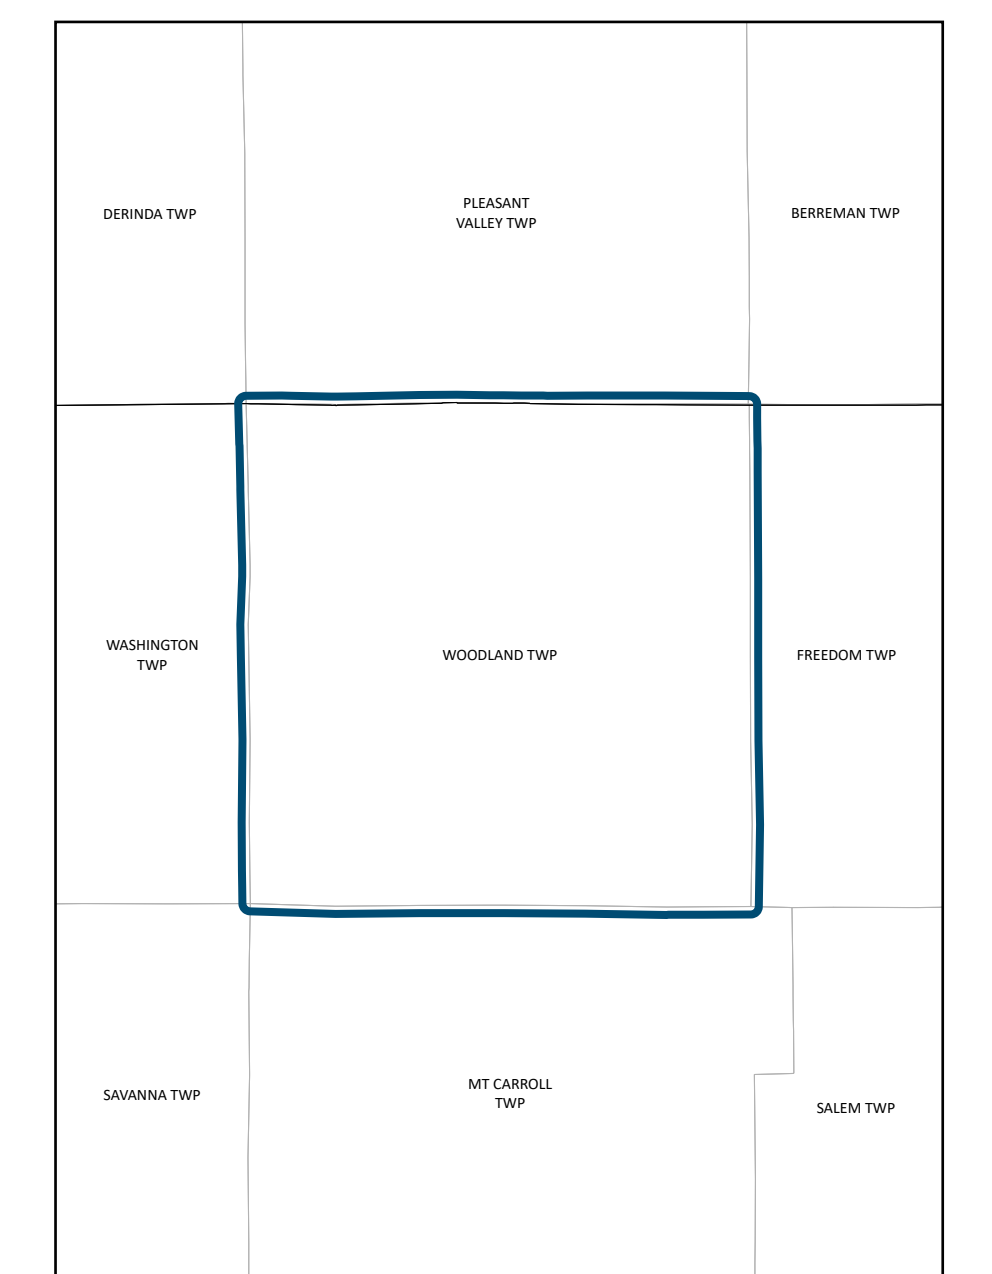 DERINDA TWP
PLEASANT
VALLEY TWP
BERREMAN TWP
WASHINGTON
TWP
WOODLAND TWP
FREEDOM TWP
SAVANNA TWP
MT CARROLL
TWP
SALEM TWP